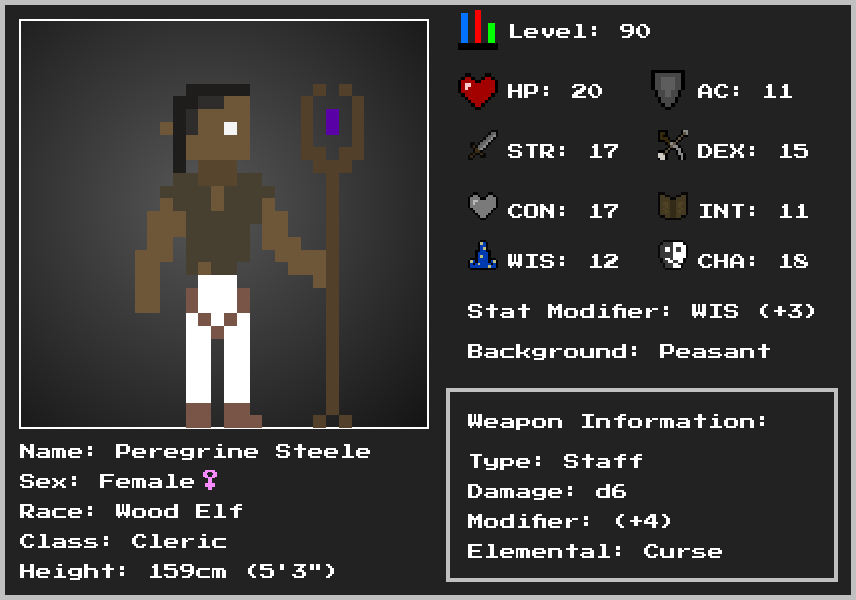 Level: 90
HP: 20 AC: 11
STR: 17 DEX: 15
CON: 17 INT: 11
WIS: 12 CHA: 18
Stat Modifier: WIS (+3)
Background: Peasant
Weapon Information:
Type: Staff
Damage: d6
Modifier: (+4)
Elemental: Curse
Name: Peregrine Steele
Sex: Female♀
Race: Wood Elf
Class: Cleric
Height: 159cm (5'3")